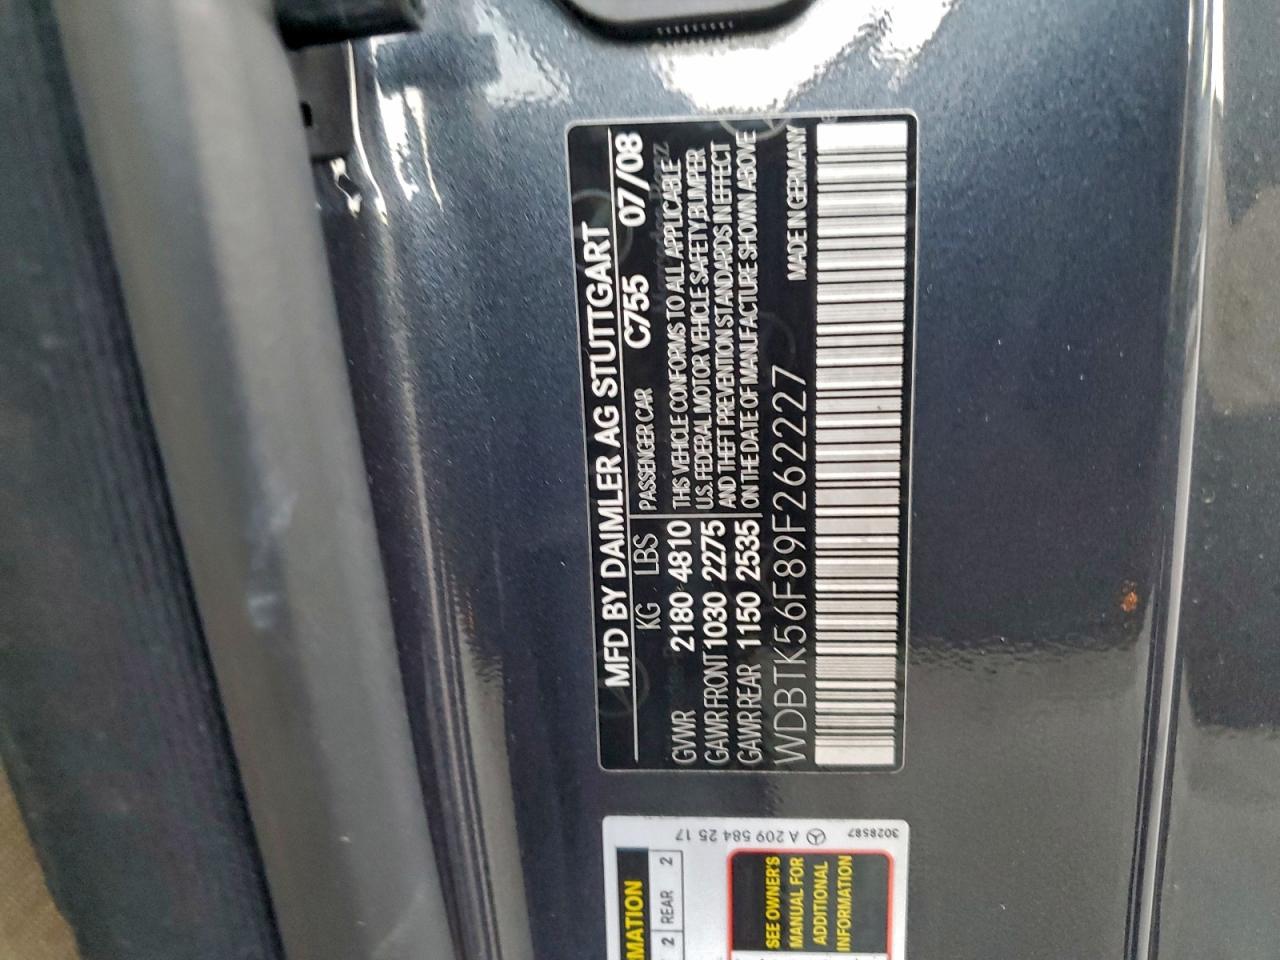 MFD BY DAIMLER AG STUTTGART
KG LBS PASSENGER CAR C755 07/08
GVWR 2180 4810 THIS VEHICLE CONFORMS TO ALL APPLICABLE
GAWR FRONT 1030 2275 U.S. FEDERAL MOTOR VEHICLE SAFETY, BUMPER
GAWR REAR 1150 2535 AND THEFT PREVENTION STANDARDS IN EFFECT
ON THE DATE OF MANUFACTURE SHOWN ABOVE
WDBTK56F89F262227 MADE IN GERMANY
MATION
2 REAR 2
SEE OWNER'S
MANUAL FOR
ADDITIONAL
INFORMATION
A 209 584 25 17
3028587